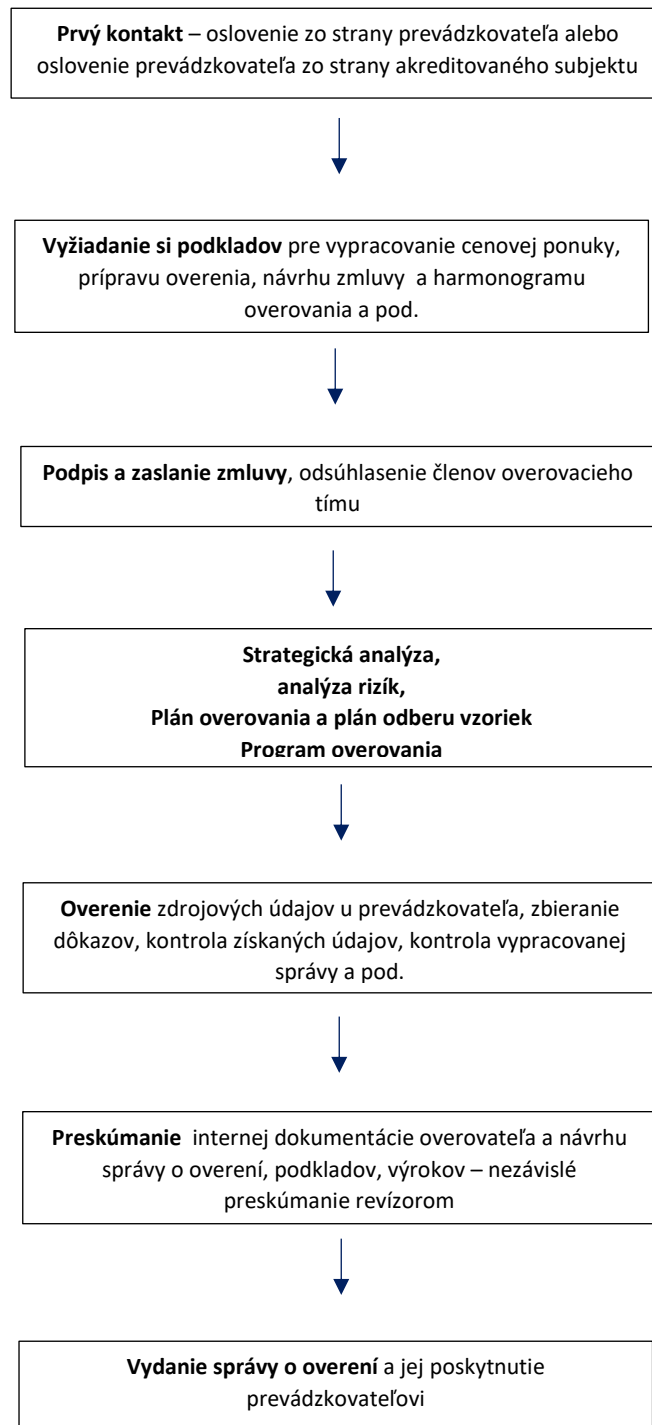 Prvý kontakt – oslovenie zo strany prevádzkovateľa alebo
oslovenie prevádzkovateľa zo strany akreditovaného subjektu
Vyžiadanie si podkladov pre vypracovanie cenovej ponuky,
prípravu overenia, návrhu zmluvy a harmonogramu
overovania a pod.
Podpis a zaslanie zmluvy, odsúhlasenie členov overovacieho
tímu
Strategická analýza,
analýza rizík,
Plán overovania a plán odberu vzoriek
Program overovania
Overenie zdrojových údajov u prevádzkovateľa, zbieranie
dôkazov, kontrola získaných údajov, kontrola vypracovanej
správy a pod.
Preskúmanie internej dokumentácie overovateľa a návrhu
správy o overení, podkladov, výrokov – nezávislé
preskúmanie revízorom
Vydanie správy o overení a jej poskytnutie
prevádzkovateľovi